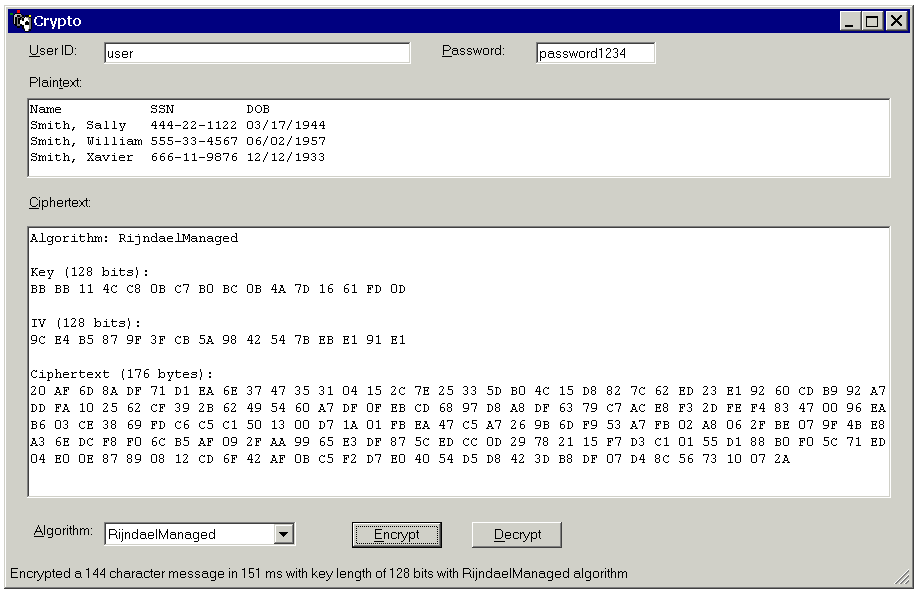 Crypto
User ID: user Password: password1234
Plaintext:
Name SSN DOB
Smith, Sally 444-22-1122 03/17/1944
Smith, William 555-33-4567 06/02/1957
Smith, Xavier 666-11-9876 12/12/1933
Ciphertext:
Algorithm: RijndaelManaged
Key (128 bits):
BB BB 11 4C C8 0B C7 B0 BC 0B 4A 7D 16 61 FD 0D
IV (128 bits):
9C E4 B5 87 9F 3F CB 5A 98 42 54 7B EB E1 91 E1
Ciphertext (176 bytes):
20 AF 6D 8A DF 71 D1 EA 6E 37 47 35 31 04 15 2C 7E 25 33 5D B0 4C 15 D8 82 7C 62 ED 23 E1 92 60 CD B9 92 A7
DD FA 10 25 62 CF 39 2B 62 49 54 60 A7 DF 0F EB CD 68 97 D8 A8 DF 63 79 C7 AC E8 F3 2D FE F4 83 47 00 96 EA
B6 03 CE 38 69 FD C6 C5 C1 50 13 00 D7 1A 01 FB EA 47 C5 A7 26 9B 6D F9 53 A7 FB 02 A8 06 2F BE 07 9F 4B E8
A3 6E DC F8 F0 6C B5 AF 09 2F AA 99 65 E3 DF 87 5C ED CC 0D 29 78 21 15 F7 D3 C1 01 55 D1 88 B0 F0 5C 71 ED
04 E0 0E 87 89 08 12 CD 6F 42 AF 0B C5 F2 D7 E0 40 54 D5 D8 42 3D B8 DF 07 D4 8C 56 73 10 07 2A
Algorithm: RijndaelManaged Encrypt Decrypt
Encrypted a 144 character message in 151 ms with key length of 128 bits with RijndaelManaged algorithm